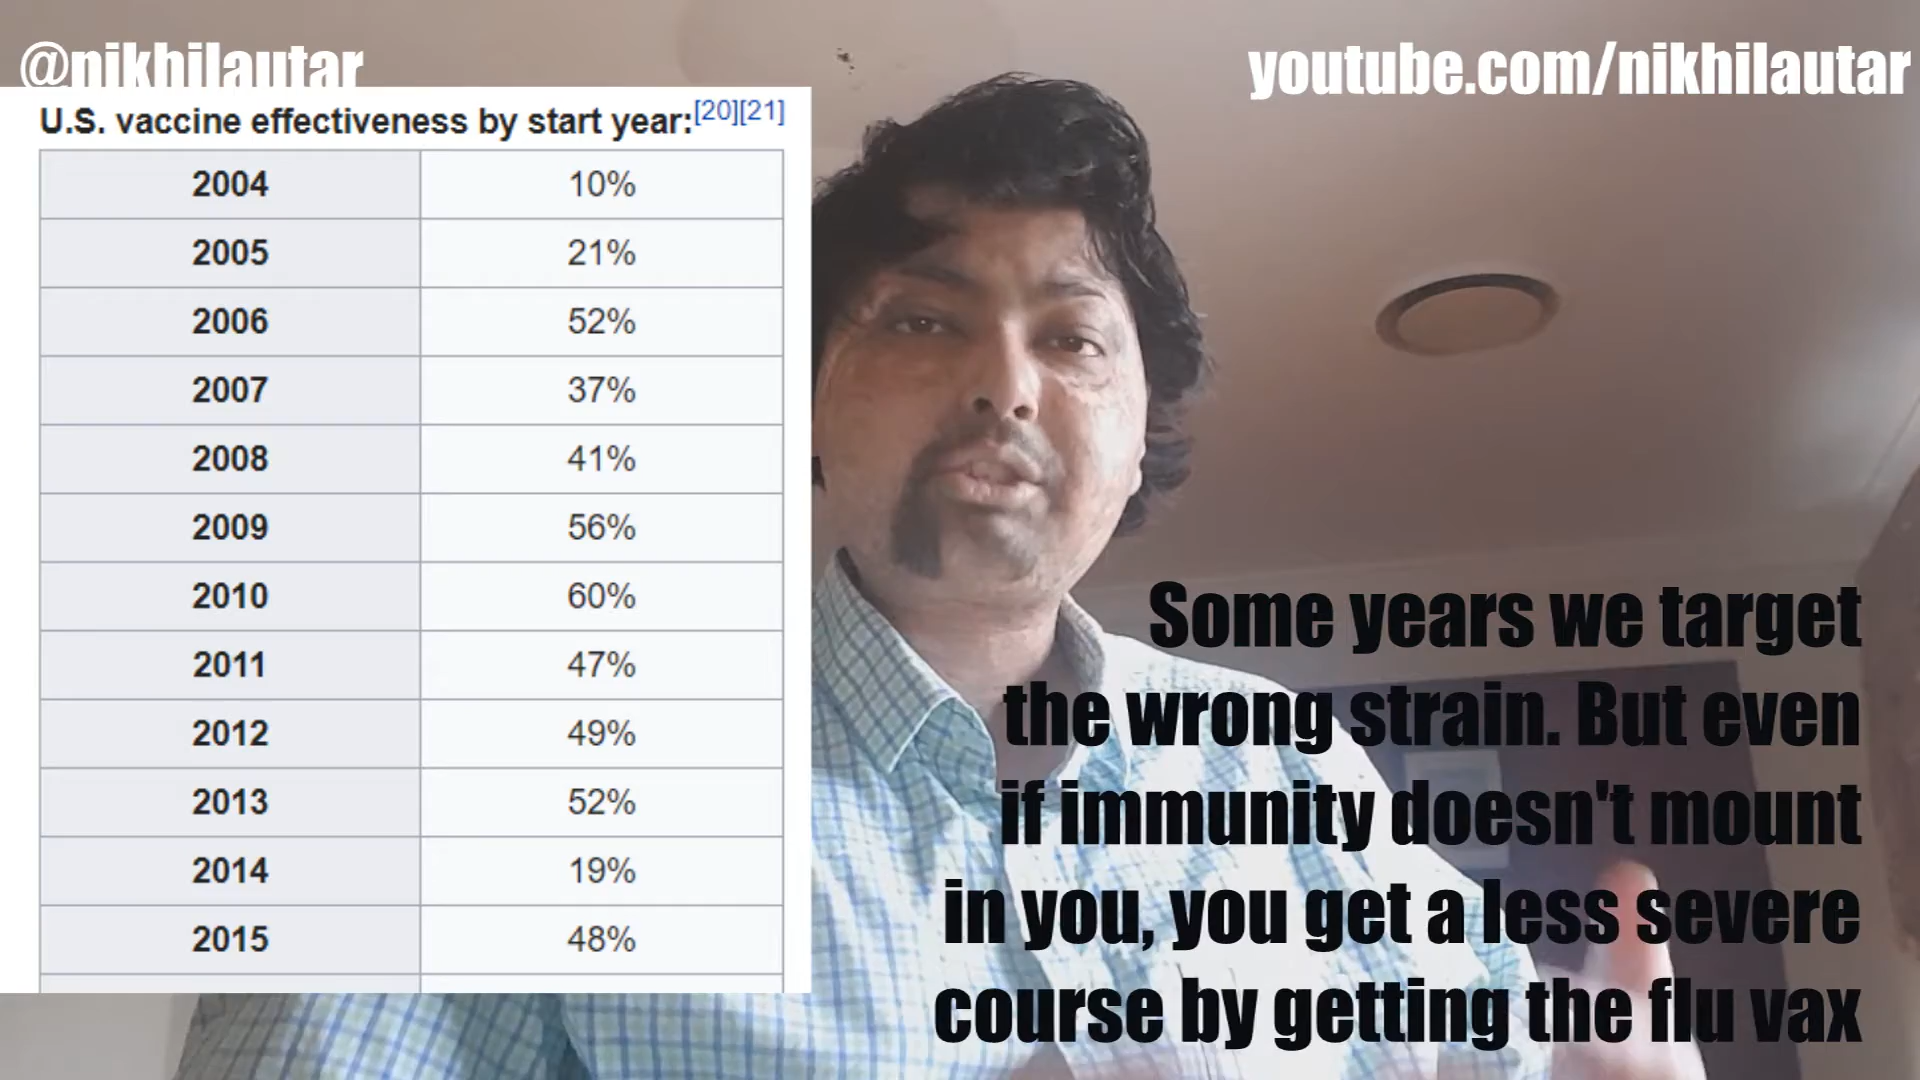 @nikhilautar
youtube.com/nikhilautar
U.S. vaccine effectiveness by start year:[20][21]
2004 10%
2005 21%
2006 52%
2007 37%
2008 41%
2009 56%
2010 60%
2011 47%
2012 49%
2013 52%
2014 19%
2015 48%
Some years we target
the wrong strain. But even
if immunity doesn't mount
in you, you get a less severe
course by getting the flu vax